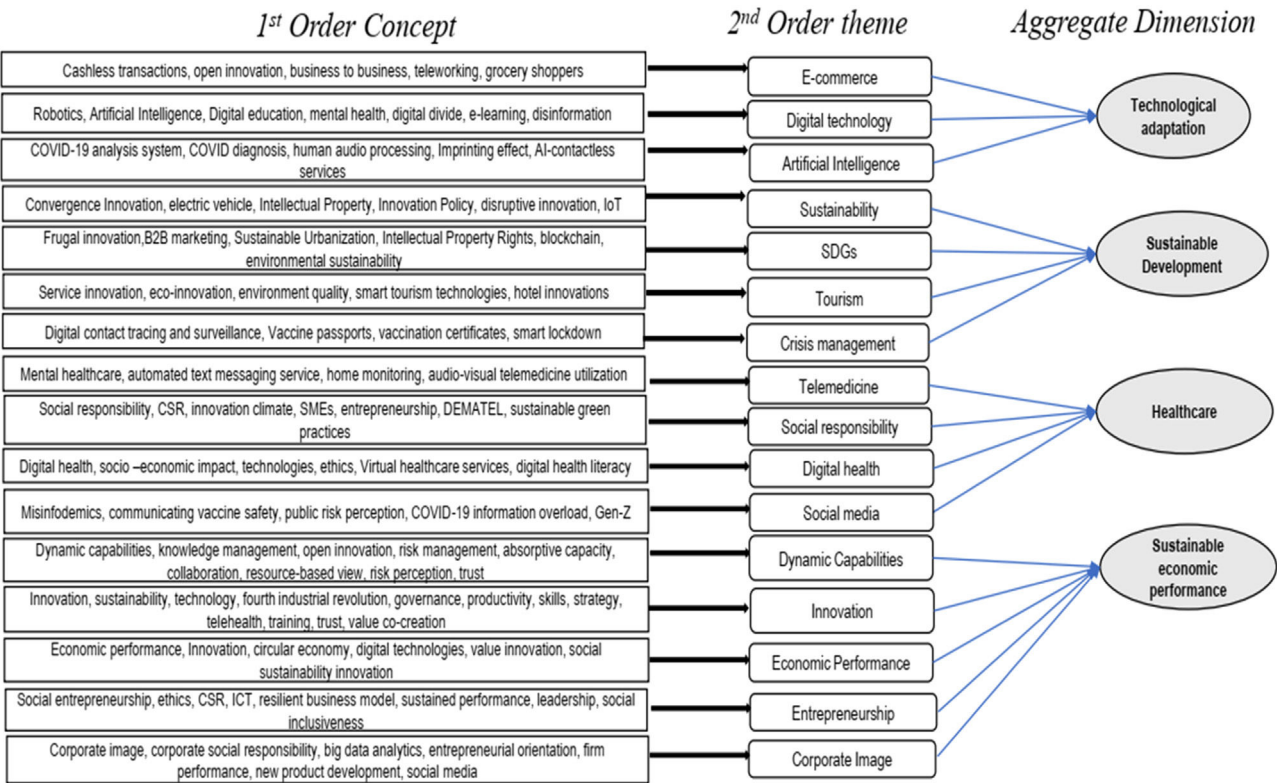 1st Order Concept
2nd Order theme
Aggregate Dimension
Cashless transactions, open innovation, business to business, teleworking, grocery shoppers
E-commerce
Robotics, Artificial Intelligence, Digital education, mental health, digital divide, e-learning, disinformation
Digital technology
COVID-19 analysis system, COVID diagnosis, human audio processing, Imprinting effect, AI-contactless
services
Artificial Intelligence
Technological
adaptation
Convergence Innovation, electric vehicle, Intellectual Property, Innovation Policy, disruptive innovation, IoT
Sustainability
Frugal innovation,B2B marketing, Sustainable Urbanization, Intellectual Property Rights, blockchain,
environmental sustainability
SDGs
Service innovation, eco-innovation, environment quality, smart tourism technologies, hotel innovations
Tourism
Digital contact tracing and surveillance, Vaccine passports, vaccination certificates, smart lockdown
Crisis management
Sustainable
Development
Mental healthcare, automated text messaging service, home monitoring, audio-visual telemedicine utilization
Telemedicine
Social responsibility, CSR, innovation climate, SMEs, entrepreneurship, DEMATEL, sustainable green
practices
Social responsibility
Digital health, socio –economic impact, technologies, ethics, Virtual healthcare services, digital health literacy
Digital health
Misinfodemics, communicating vaccine safety, public risk perception, COVID-19 information overload, Gen-Z
Social media
Healthcare
Dynamic capabilities, knowledge management, open innovation, risk management, absorptive capacity,
collaboration, resource-based view, risk perception, trust
Dynamic Capabilities
Innovation, sustainability, technology, fourth industrial revolution, governance, productivity, skills, strategy,
telehealth, training, trust, value co-creation
Innovation
Economic performance, Innovation, circular economy, digital technologies, value innovation, social
sustainability innovation
Economic Performance
Social entrepreneurship, ethics, CSR, ICT, resilient business model, sustained performance, leadership, social
inclusiveness
Entrepreneurship
Corporate image, corporate social responsibility, big data analytics, entrepreneurial orientation, firm
performance, new product development, social media
Corporate Image
Sustainable
economic
performance